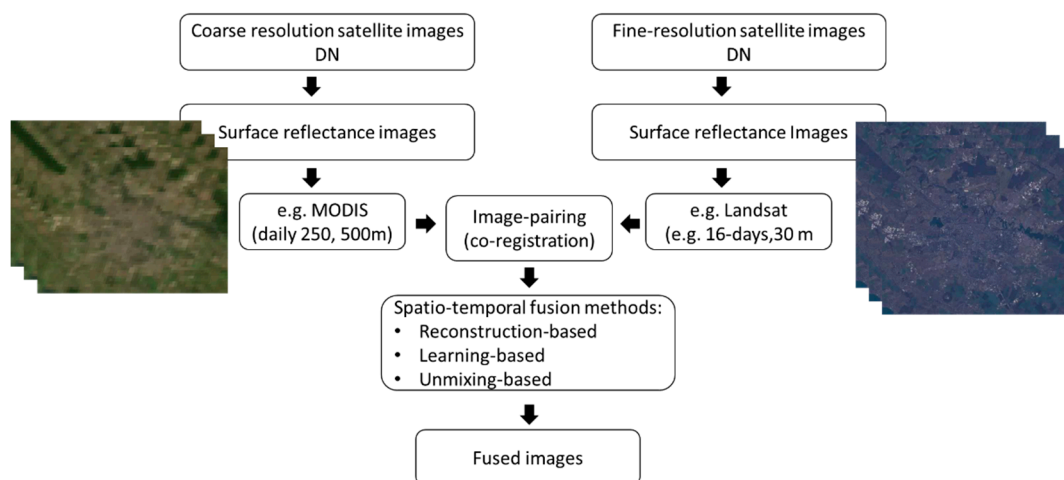 Coarse resolution satellite images
DN
Fine-resolution satellite images
DN
Surface reflectance images
Surface reflectance Images
e.g. MODIS
(daily 250, 500m)
Image-pairing
(co-registration)
e.g. Landsat
(e.g. 16-days,30 m
Spatio-temporal fusion methods:
• Reconstruction-based
• Learning-based
• Unmixing-based
Fused images